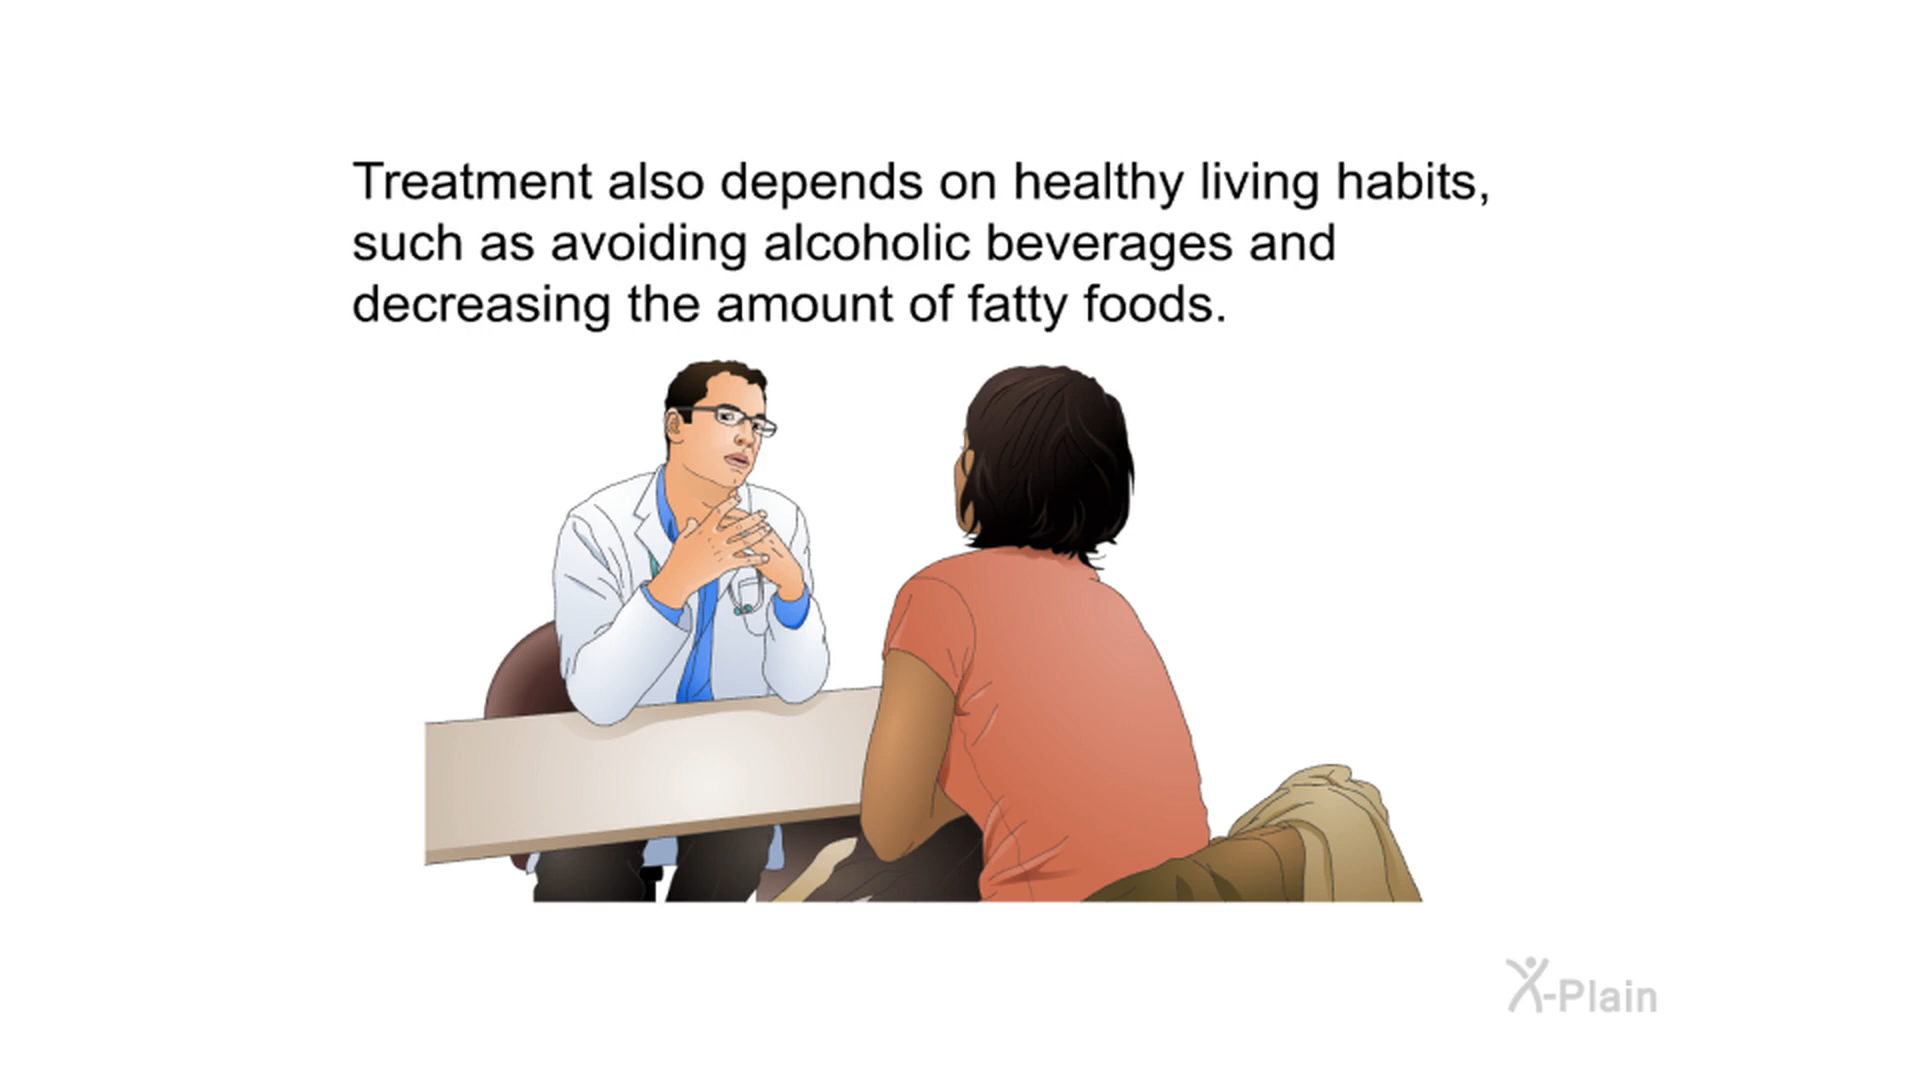 Treatment also depends on healthy living habits,
such as avoiding alcoholic beverages and
decreasing the amount of fatty foods.
X-Plain